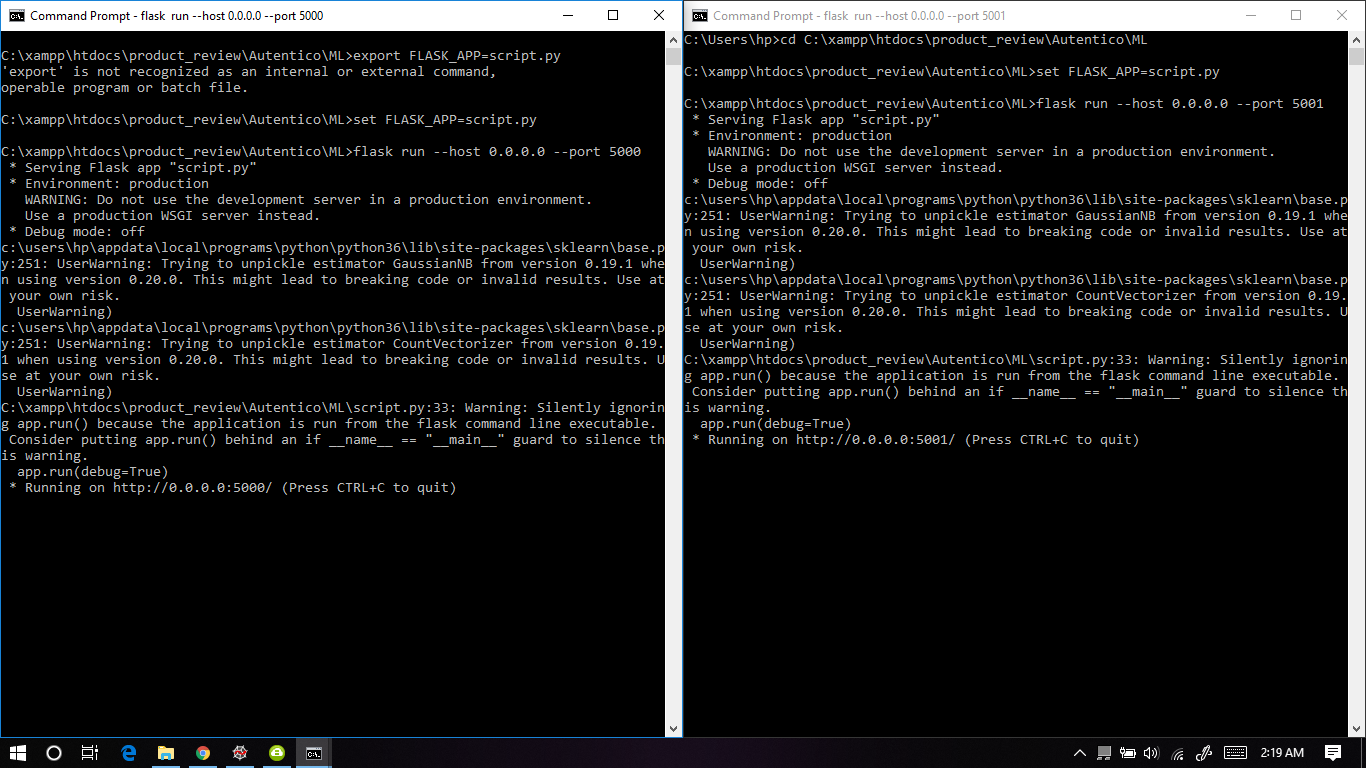 Command Prompt - flask run --host 0.0.0.0 --port 5000
C:\xampp\htdocs\product_review\Autentico\ML>export FLASK_APP=script.py
'export' is not recognized as an internal or external command,
operable program or batch file.
C:\xampp\htdocs\product_review\Autentico\ML>set FLASK_APP=script.py
C:\xampp\htdocs\product_review\Autentico\ML>flask run --host 0.0.0.0 --port 5000
 * Serving Flask app "script.py"
 * Environment: production
   WARNING: Do not use the development server in a production environment.
   Use a production WSGI server instead.
 * Debug mode: off
c:\users\hp\appdata\local\programs\python\python36\lib\site-packages\sklearn\base.p
y:251: UserWarning: Trying to unpickle estimator GaussianNB from version 0.19.1 whe
n using version 0.20.0. This might lead to breaking code or invalid results. Use at
 your own risk.
  UserWarning)
c:\users\hp\appdata\local\programs\python\python36\lib\site-packages\sklearn\base.p
y:251: UserWarning: Trying to unpickle estimator CountVectorizer from version 0.19.
1 when using version 0.20.0. This might lead to breaking code or invalid results. U
se at your own risk.
  UserWarning)
C:\xampp\htdocs\product_review\Autentico\ML\script.py:33: Warning: Silently ignorin
g app.run() because the application is run from the flask command line executable.
 Consider putting app.run() behind an if __name__ == "__main__" guard to silence th
is warning.
  app.run(debug=True)
 * Running on http://0.0.0.0:5000/ (Press CTRL+C to quit)
Command Prompt - flask run --host 0.0.0.0 --port 5001
C:\Users\hp>cd C:\xampp\htdocs\product_review\Autentico\ML
C:\xampp\htdocs\product_review\Autentico\ML>set FLASK_APP=script.py
C:\xampp\htdocs\product_review\Autentico\ML>flask run --host 0.0.0.0 --port 5001
 * Serving Flask app "script.py"
 * Environment: production
   WARNING: Do not use the development server in a production environment.
   Use a production WSGI server instead.
 * Debug mode: off
c:\users\hp\appdata\local\programs\python\python36\lib\site-packages\sklearn\base.p
y:251: UserWarning: Trying to unpickle estimator GaussianNB from version 0.19.1 whe
n using version 0.20.0. This might lead to breaking code or invalid results. Use at
 your own risk.
  UserWarning)
c:\users\hp\appdata\local\programs\python\python36\lib\site-packages\sklearn\base.p
y:251: UserWarning: Trying to unpickle estimator CountVectorizer from version 0.19.
1 when using version 0.20.0. This might lead to breaking code or invalid results. U
se at your own risk.
  UserWarning)
C:\xampp\htdocs\product_review\Autentico\ML\script.py:33: Warning: Silently ignorin
g app.run() because the application is run from the flask command line executable.
 Consider putting app.run() behind an if __name__ == "__main__" guard to silence th
is warning.
  app.run(debug=True)
 * Running on http://0.0.0.0:5001/ (Press CTRL+C to quit)
2:19 AM